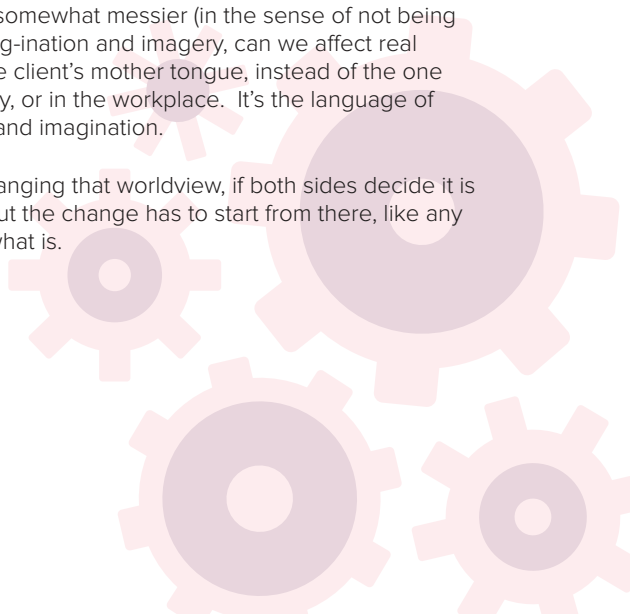 somewhat messier (in the sense of not being
g-ination and imagery, can we affect real
e client's mother tongue, instead of the one
y, or in the workplace.  It's the language of
and imagination.
anging that worldview, if both sides decide it is
ut the change has to start from there, like any
what is.